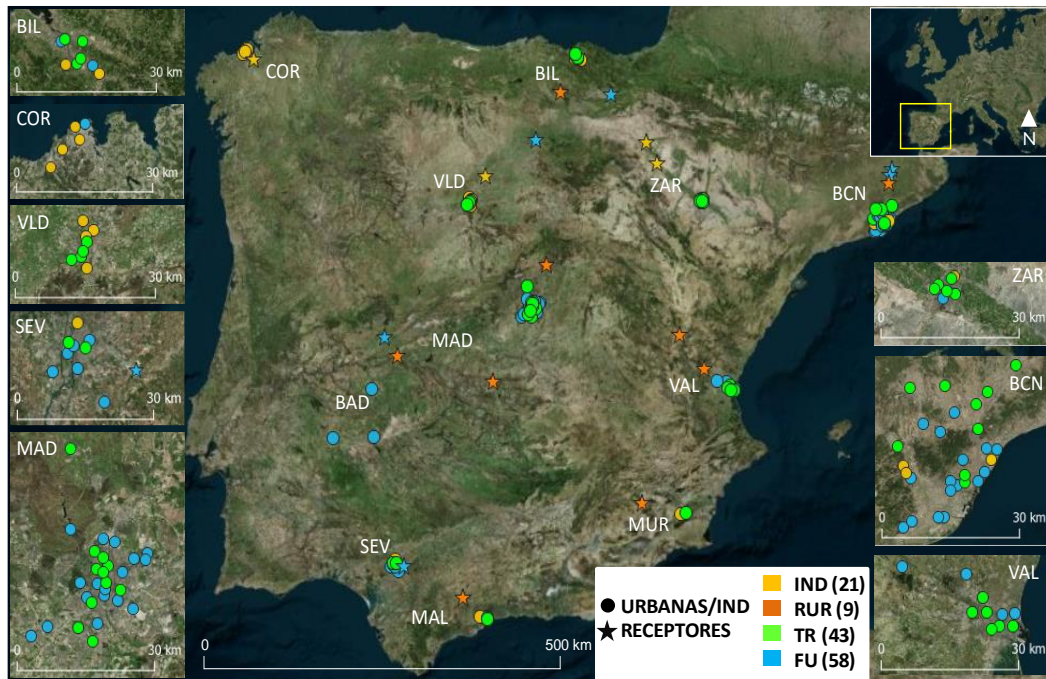 BIL
0 30 km
COR
0 30 km
VLD
0 30 km
SEV
0 30 km
MAD
0 30 km
COR
BIL
VLD
ZAR
BCN
MAD
BAD
VAL
MUR
SEV
MAL
0 500 km
N
ZAR
0 30 km
BCN
0 30 km
VAL
0 30 km
URBANAS/IND
RECEPTORES
IND (21)
RUR (9)
TR (43)
FU (58)